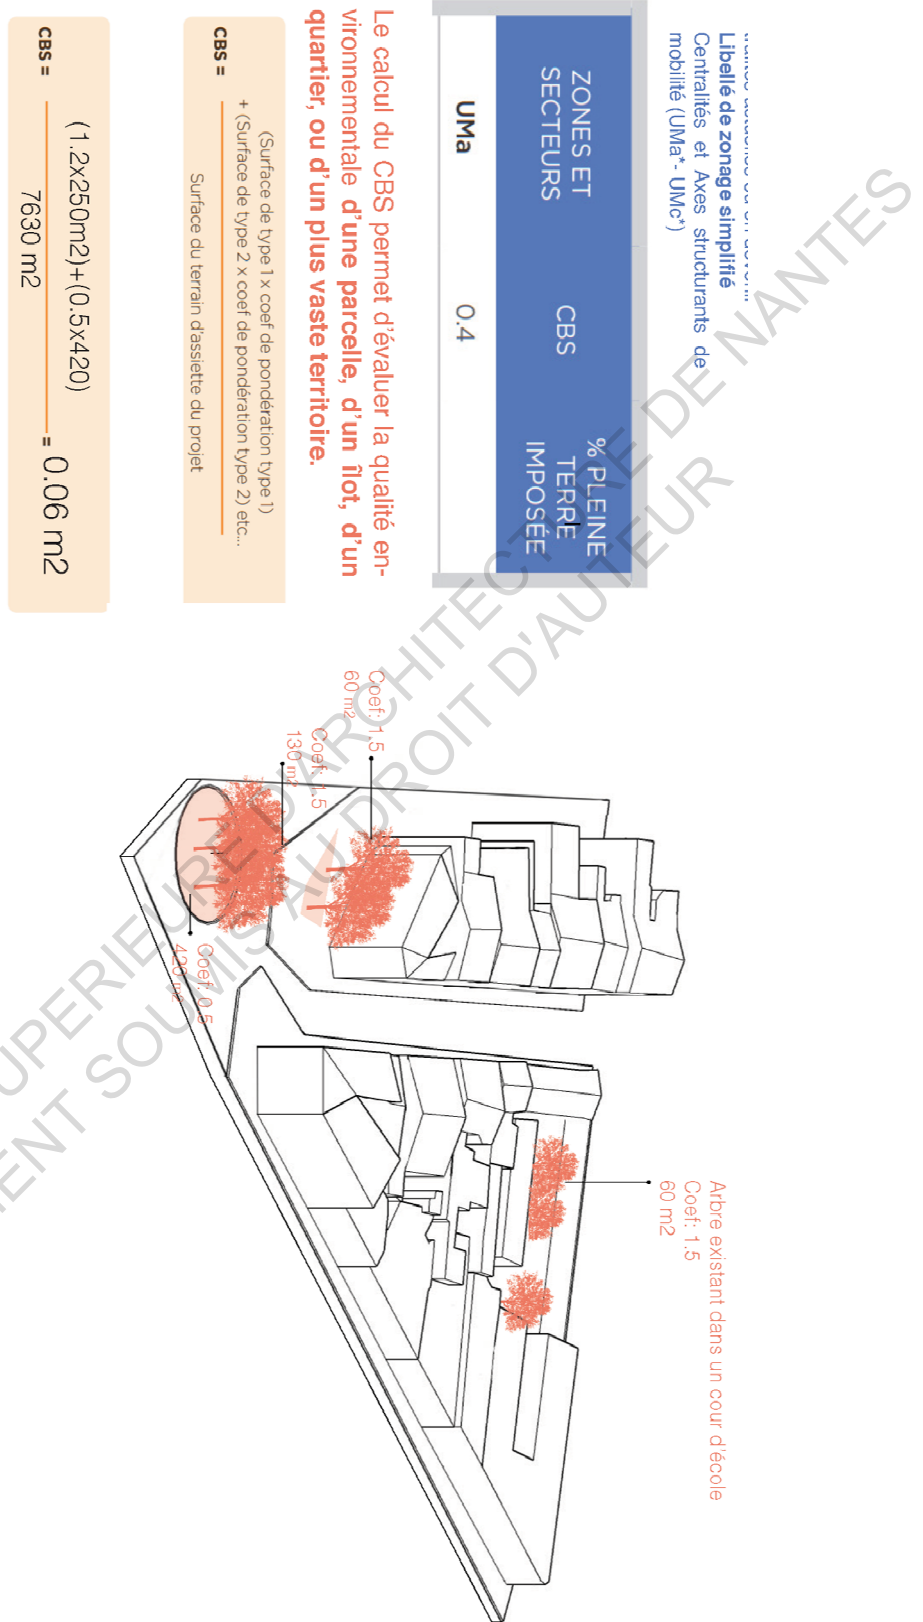 Libellé de zonage simplifié
Centralités et Axes structurants de
mobilité (UMa*- UMc*)
ZONES ET
SECTEURS
CBS
% PLEINE
TERRE
IMPOSÉE
UMa
0.4
Le calcul du CBS permet d'évaluer la qualité en-
vironnementale d'une parcelle, d'un îlot, d'un
quartier, ou d'un plus vaste territoire.
CBS =
(Surface de type 1 x coef de pondération type 1)
+ (Surface de type 2 x coef de pondération type 2) etc...
Surface du terrain d'assiette du projet
CBS =
(1.2x250m2)+(0.5x420)
7630 m2
= 0.06 m2
Arbre existant dans un cour d'école
Coef: 1.5
60 m2
Coef: 1.5
60 m2
Coef: 1.5
130 m2
Coef: 0.5
420 m2
SUPERIEURE D'ARCHITECTURE DE NANTES
SOUMIS AU DROIT D'AUTEUR